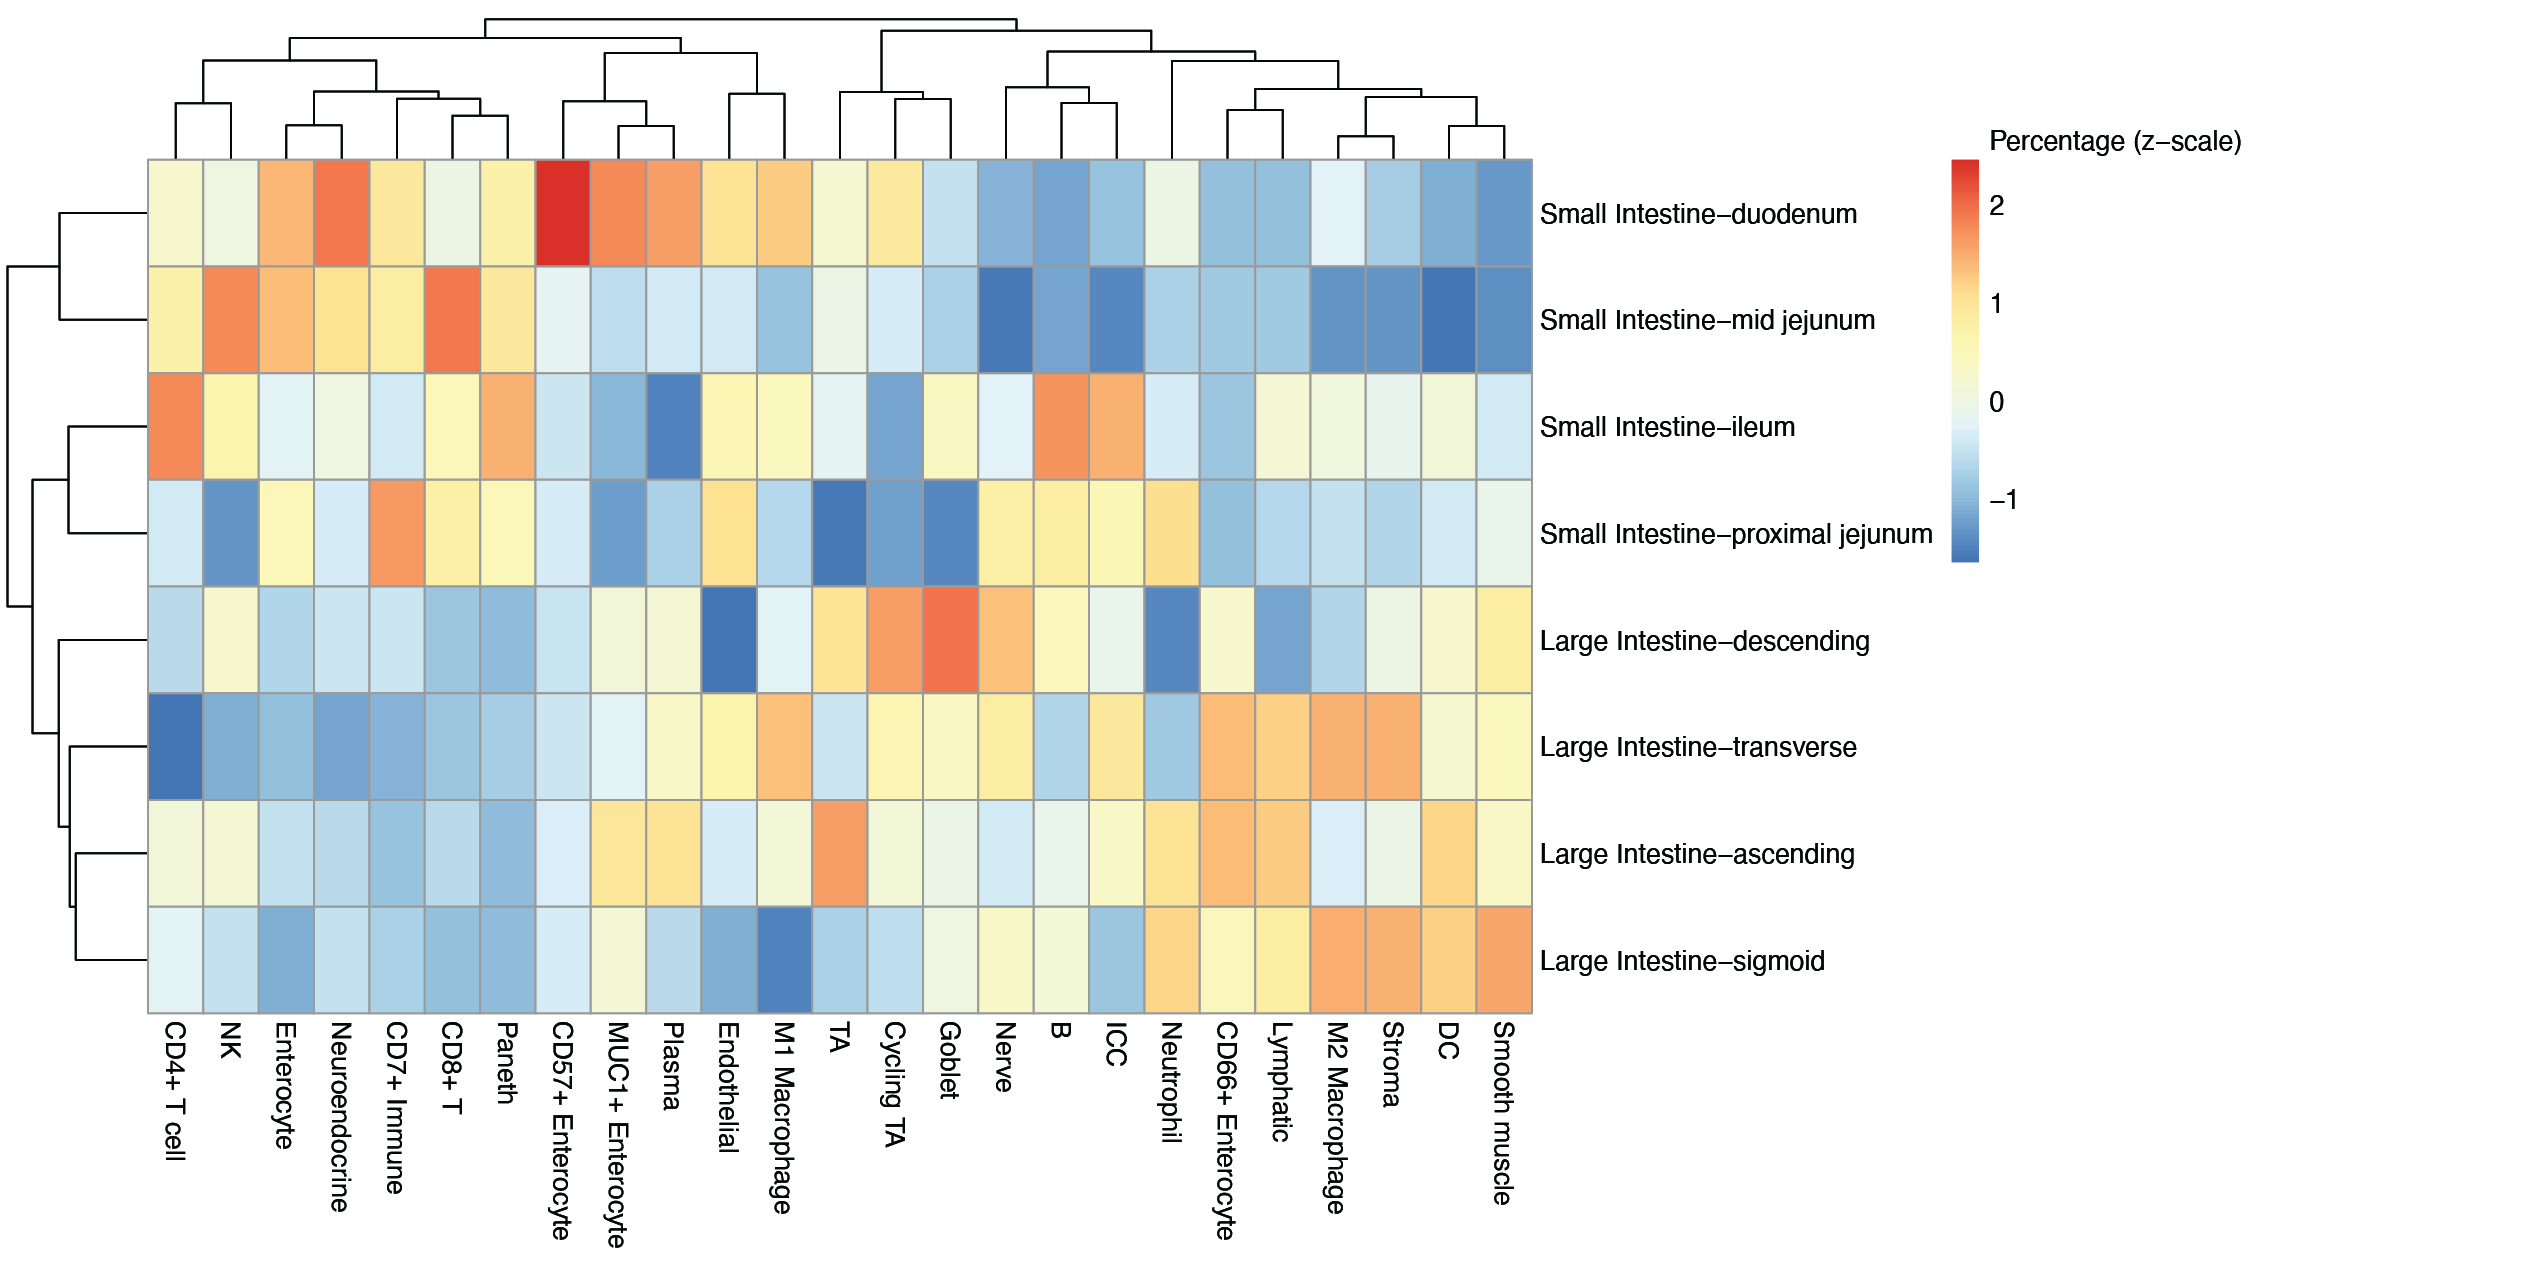 Percentage (z−scale)
2
1
0
−1
Small Intestine−duodenum
Small Intestine−mid jejunum
Small Intestine−ileum
Small Intestine−proximal jejunum
Large Intestine−descending
Large Intestine−transverse
Large Intestine−ascending
Large Intestine−sigmoid
CD4+ T cell
NK
Enterocyte
Neuroendocrine
CD7+ Immune
CD8+ T
Paneth
CD57+ Enterocyte
MUC1+ Enterocyte
Plasma
Endothelial
M1 Macrophage
TA
Cycling TA
Goblet
Nerve
B
ICC
Neutrophil
CD66+ Enterocyte
Lymphatic
M2 Macrophage
Stroma
DC
Smooth muscle